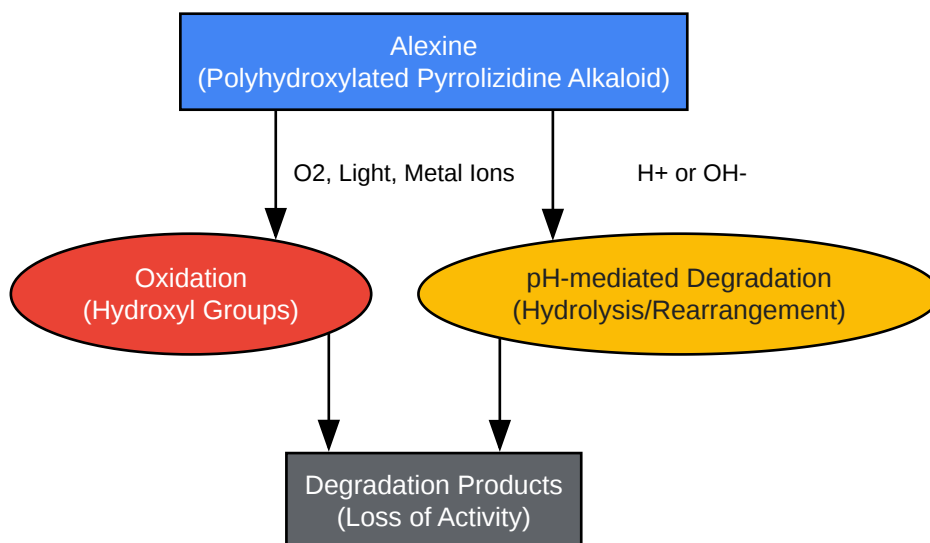 Alexine
(Polyhydroxylated Pyrrolizidine Alkaloid)
O2, Light, Metal Ions
H+ or OH-
Oxidation
(Hydroxyl Groups)
pH-mediated Degradation
(Hydrolysis/Rearrangement)
Degradation Products
(Loss of Activity)